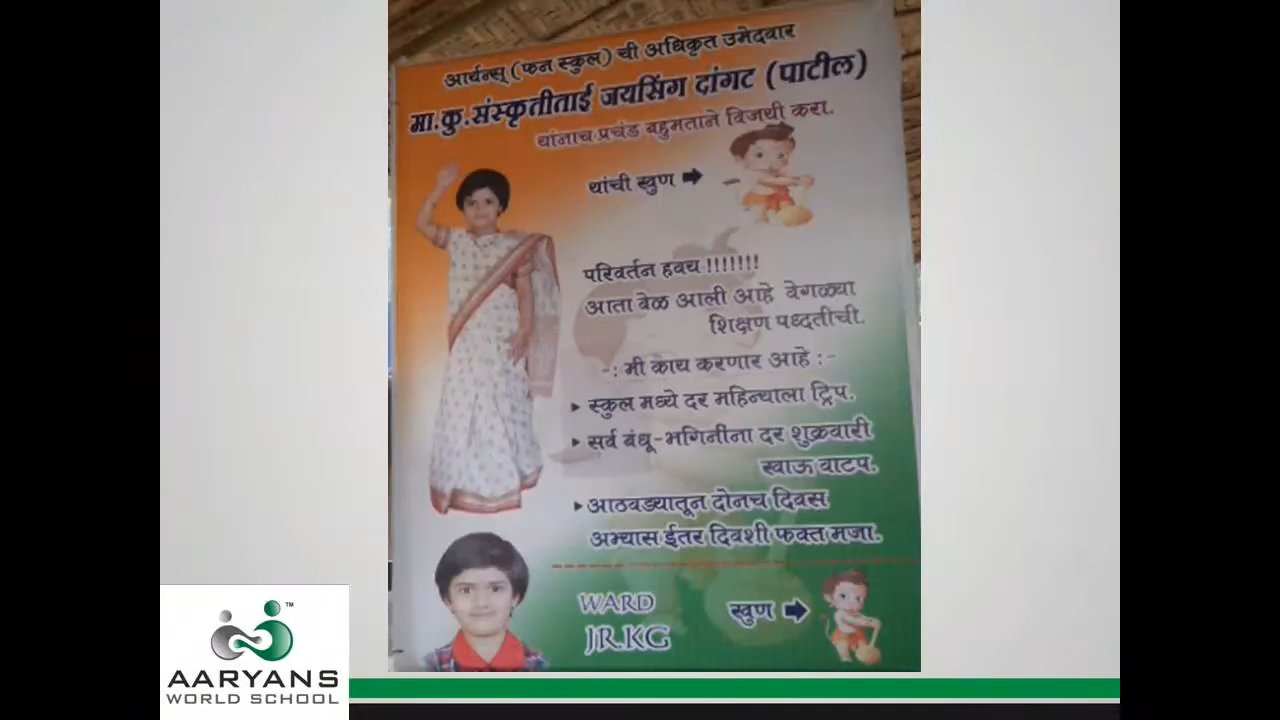 आर्यन्स् (फन स्कुल) ची अधिकृत उमेदवार
मा.कु.संस्कृतीताई जयसिंग दांगट (पाटील)
यांनाच प्रचंड बहुमताने विजयी करा.
यांची खुण
परिवर्तन हवय !!!!!!!
आता वेळ आली आहे वेगळ्या
शिक्षण पध्दतीची.
-: मी काय करणार आहे :-
स्कुल मध्ये दर महिन्याला ट्रिप.
सर्व बंधू-भगिनींना दर शुक्रवारी
खाऊ वाटप.
आठवड्यातून दोनच दिवस
अभ्यास ईतर दिवशी फक्त मजा.
WARD
JR.KG
खुण
AARYANS
WORLD SCHOOL
TM